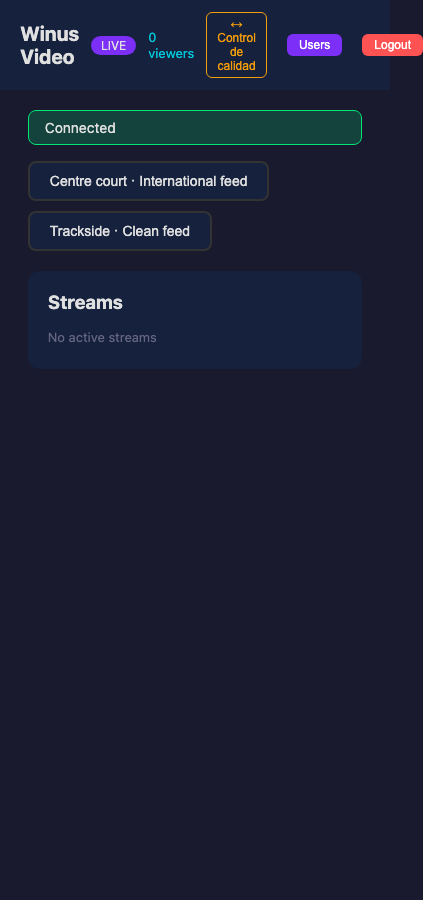 Winus
Video
LIVE
0
viewers
↔
Control
de
calidad
Users
Logout
Connected
Centre court · International feed
Trackside · Clean feed
Streams
No active streams